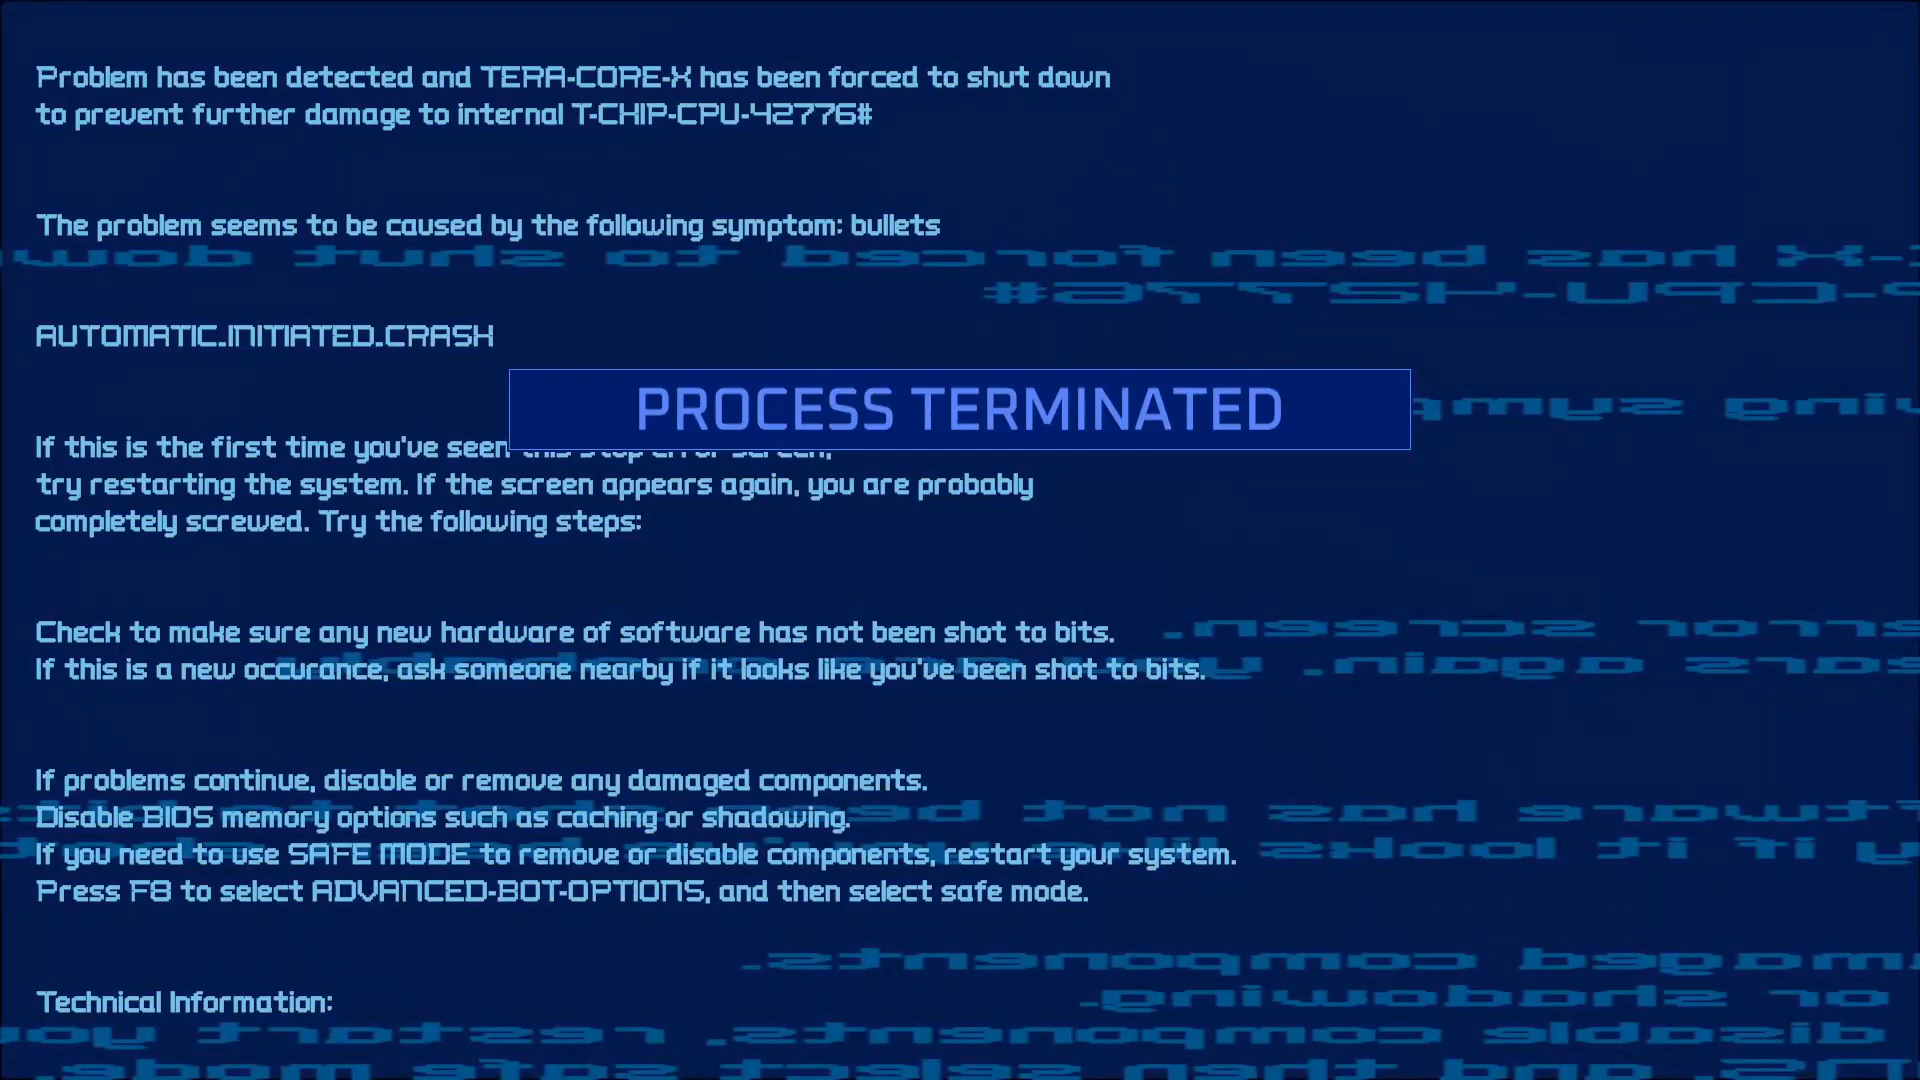 Problem has been detected and TERA-CORE-X has been forced to shut down
to prevent further damage to internal T-CHIP-CPU-42776#
The problem seems to be caused by the following symptom: bullets
AUTOMATIC_INITIATED_CRASH
PROCESS TERMINATED
If this is the first time you've seen this stop error screen,
try restarting the system. If the screen appears again, you are probably
completely screwed. Try the following steps:
Check to make sure any new hardware of software has not been shot to bits.
If this is a new occurance, ask someone nearby if it looks like you've been shot to bits.
If problems continue, disable or remove any damaged components.
Disable BIOS memory options such as caching or shadowing.
If you need to use SAFE MODE to remove or disable components, restart your system.
Press F8 to select ADVANCED-BOT-OPTIONS, and then select safe mode.
Technical Information: